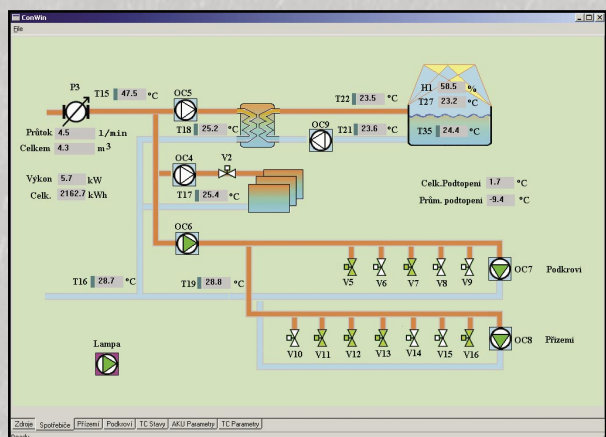 ConWin
File
P3
T15 47.5 °C
OC5
T22 23.5 °C
H1 58.5 %
T27 23.2 °C
Průtok 4.5 l/min
T18 25.2 °C
OC9
T21 23.6 °C
T35 24.4 °C
Celkem 4.3 m3
OC4
V2
Výkon 5.7 kW
Celk. 2162.7 kWh
T17 25.4 °C
Celk.Podtopeni 1.7 °C
Prům. podtopeni -9.4 °C
OC6
OC7 Podkroví
T16 28.7 °C
T19 28.8 °C
V5 V6 V7 V8 V9
Lampa
OC8 Přízemí
V10 V11 V12 V13 V14 V15 V16
Zdroje Spotřebiče Přízemí Podkroví TC Stavy AKU Parametry TC Parametry
Ready